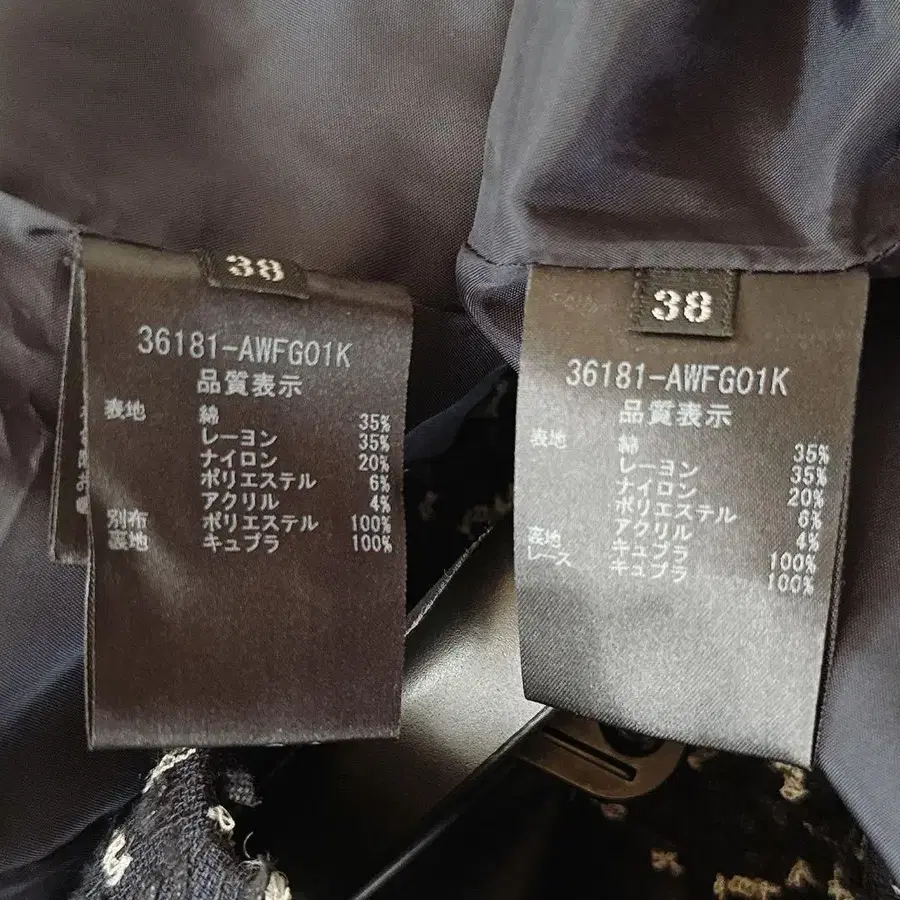 38
36181-AWFG01K
品質表示
表地 綿 35%
レーヨン 35%
ナイロン 20%
ポリエステル 6%
アクリル 4%
別布 ポリエステル 100%
裏地 キュプラ 100%
38
36181-AWFG01K
品質表示
表地 綿 35%
レーヨン 35%
ナイロン 20%
ポリエステル 6%
アクリル 4%
裏地 キュプラ 100%
レース キュプラ 100%